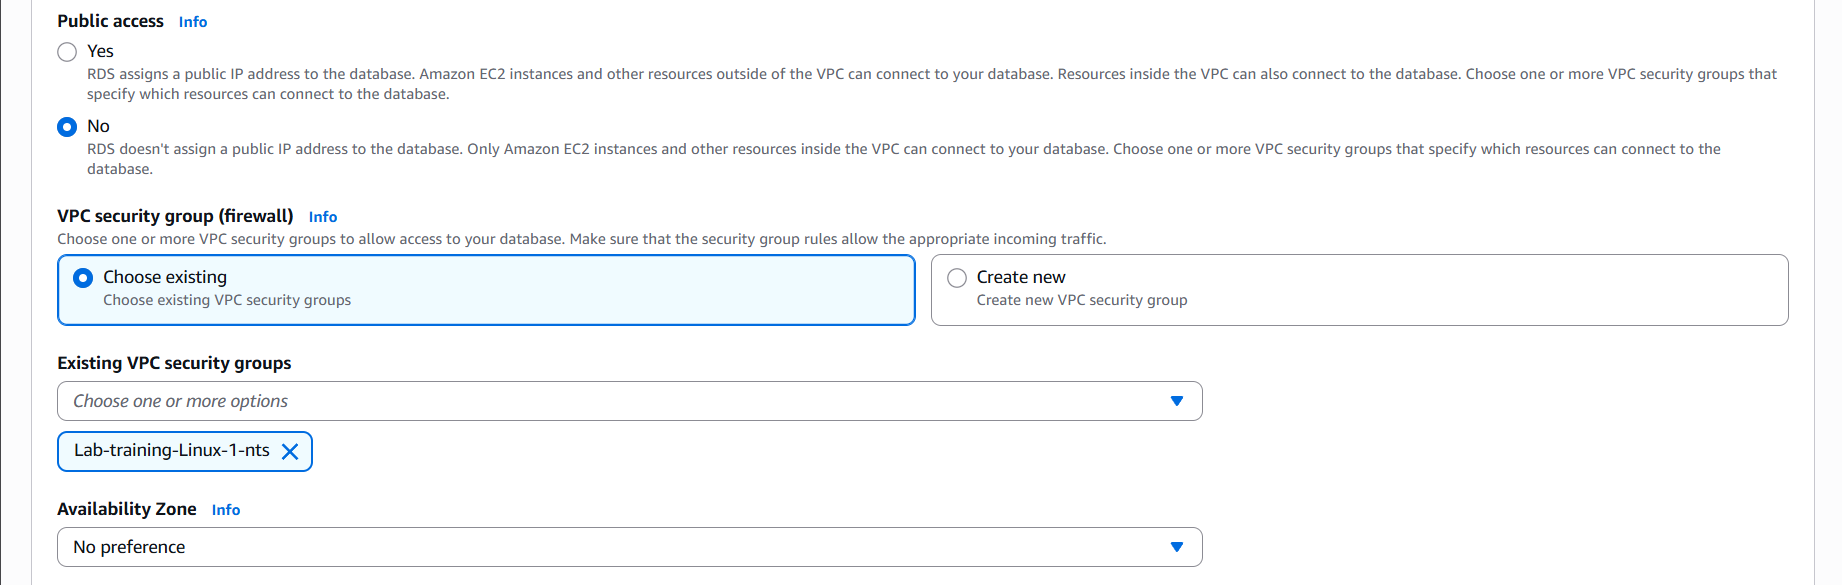 Public access Info
Yes
RDS assigns a public IP address to the database. Amazon EC2 instances and other resources outside of the VPC can connect to your database. Resources inside the VPC can also connect to the database. Choose one or more VPC security groups that
specify which resources can connect to the database.
No
RDS doesn't assign a public IP address to the database. Only Amazon EC2 instances and other resources inside the VPC can connect to your database. Choose one or more VPC security groups that specify which resources can connect to the
database.
VPC security group (firewall) Info
Choose one or more VPC security groups to allow access to your database. Make sure that the security group rules allow the appropriate incoming traffic.
Choose existing
Choose existing VPC security groups
Create new
Create new VPC security group
Existing VPC security groups
Choose one or more options
Lab-training-Linux-1-nts
Availability Zone Info
No preference